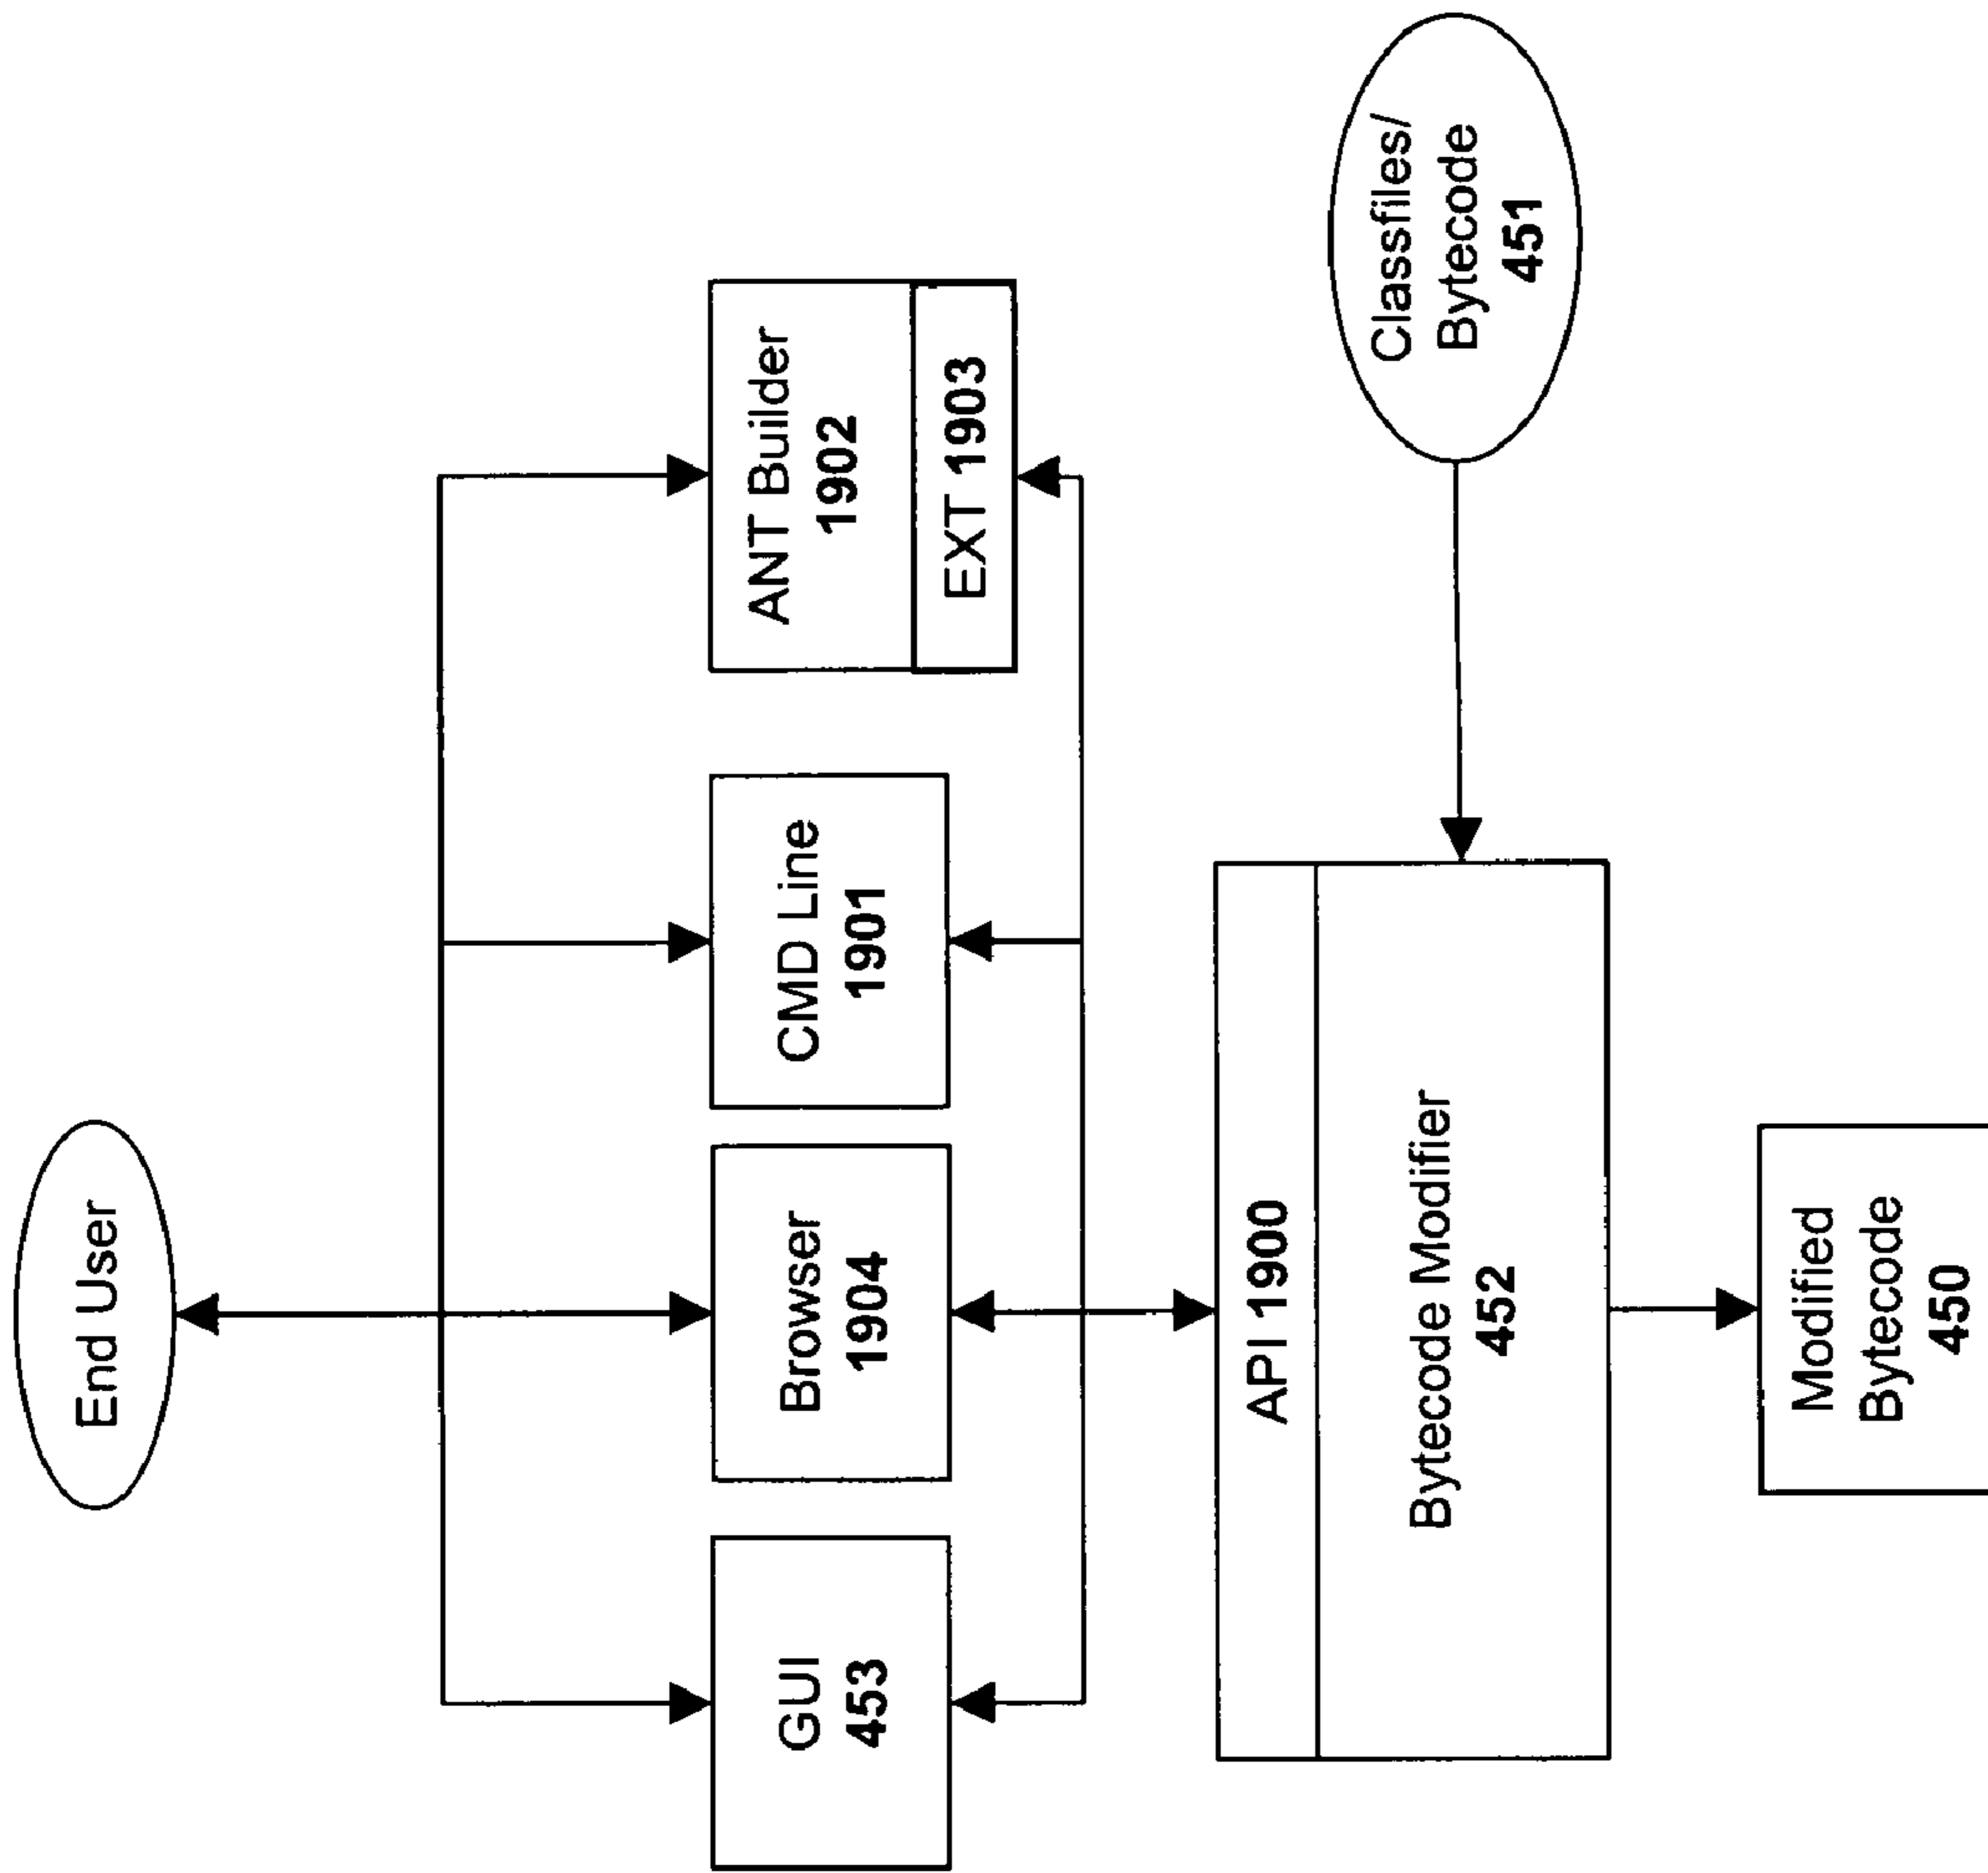 End User
GUI
453
Browser
1904
CMD Line
1901
ANT Builder
1902
EXT 1903
API 1900
Bytecode Modifier
452
Classfiles/
Bytecode
451
Modified
Bytecode
450